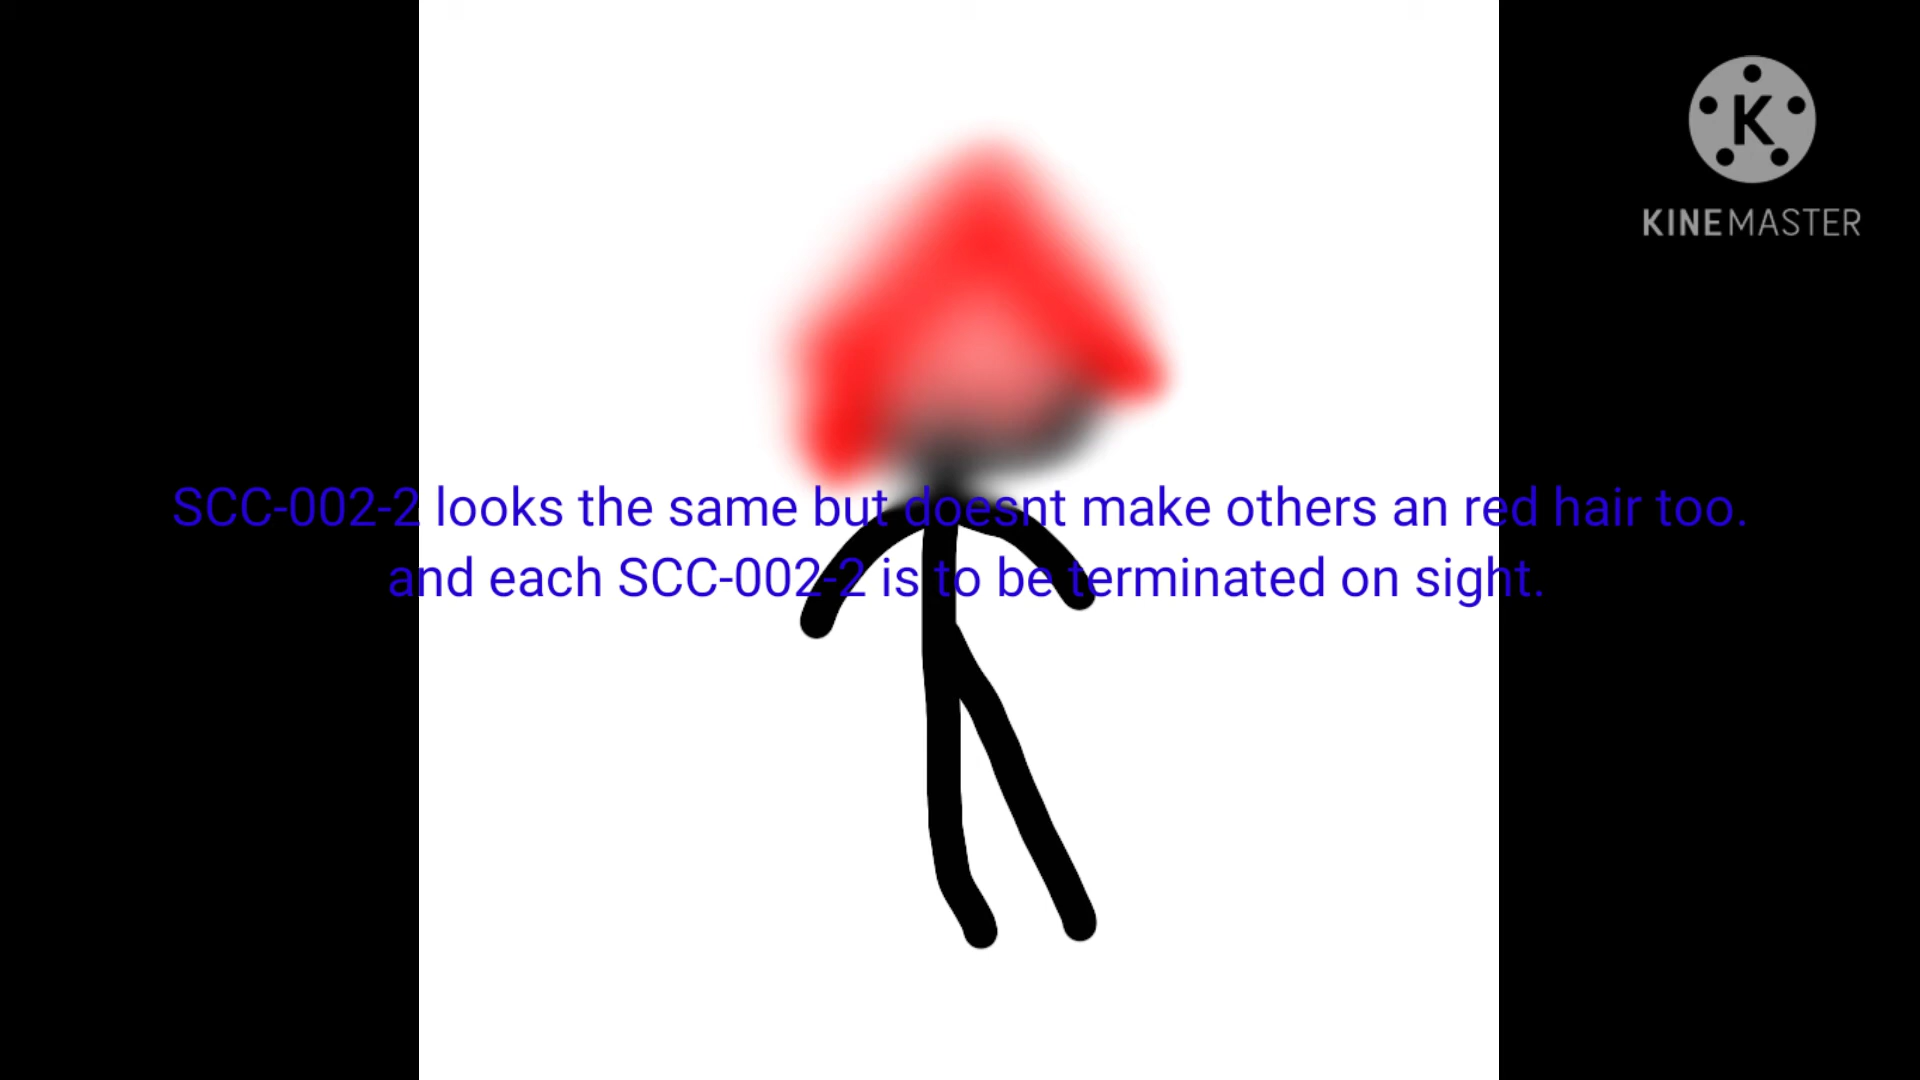 K
KINEMASTER
SCC-002-2 looks the same but doesnt make others an red hair too.
and each SCC-002-2 is to be terminated on sight.